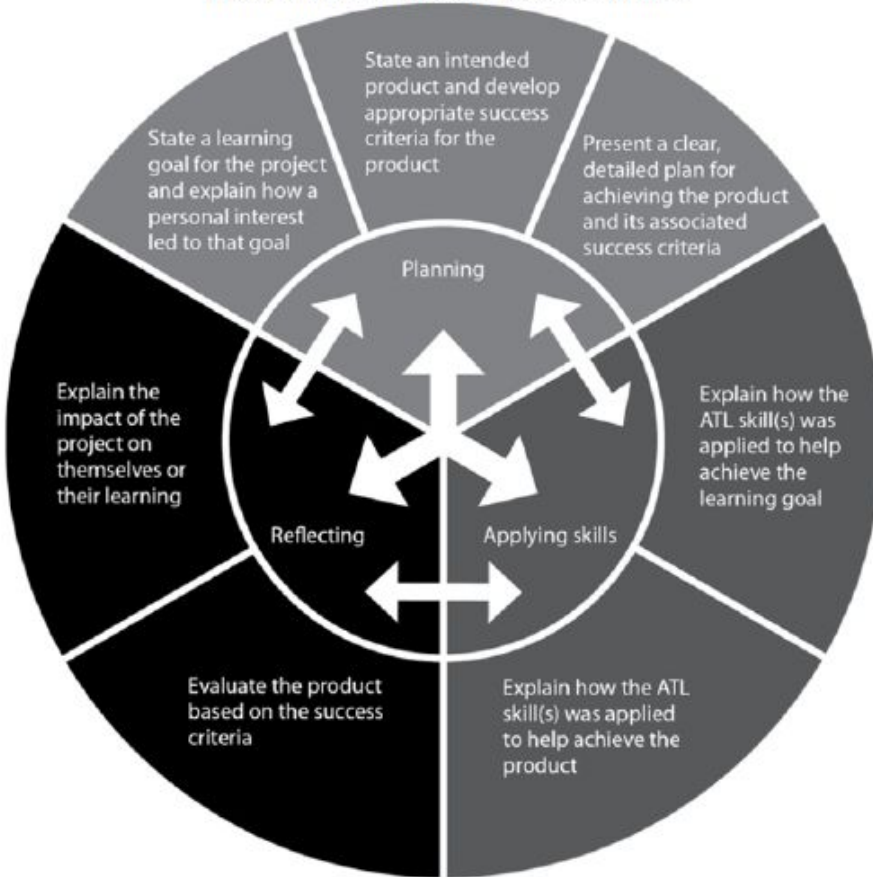 State a learning
goal for the project
and explain how a
personal interest
led to that goal
State an intended
product and develop
appropriate success
criteria for the
product
Present a clear,
detailed plan for
achieving the product
and its associated
success criteria
Planning
Explain the
impact of the
project on
themselves or
their learning
Explain how the
ATL skill(s) was
applied to help
achieve the
learning goal
Reflecting
Applying skills
Evaluate the product
based on the success
criteria
Explain how the ATL
skill(s) was applied
to help achieve the
product